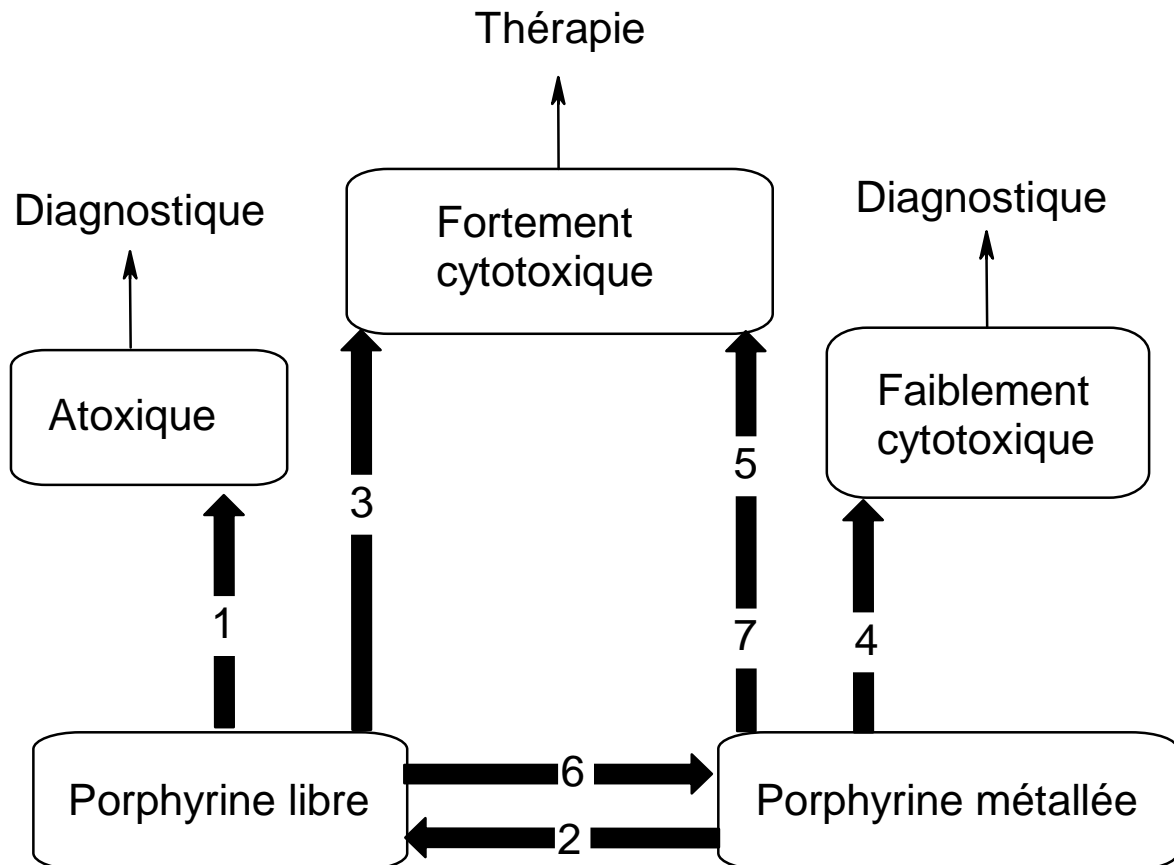 Thérapie
Diagnostique
Diagnostique
Fortement
cytotoxique
Atoxique
Faiblement
cytotoxique
3
5
1
7
4
Porphyrine libre
6
Porphyrine métallée
2